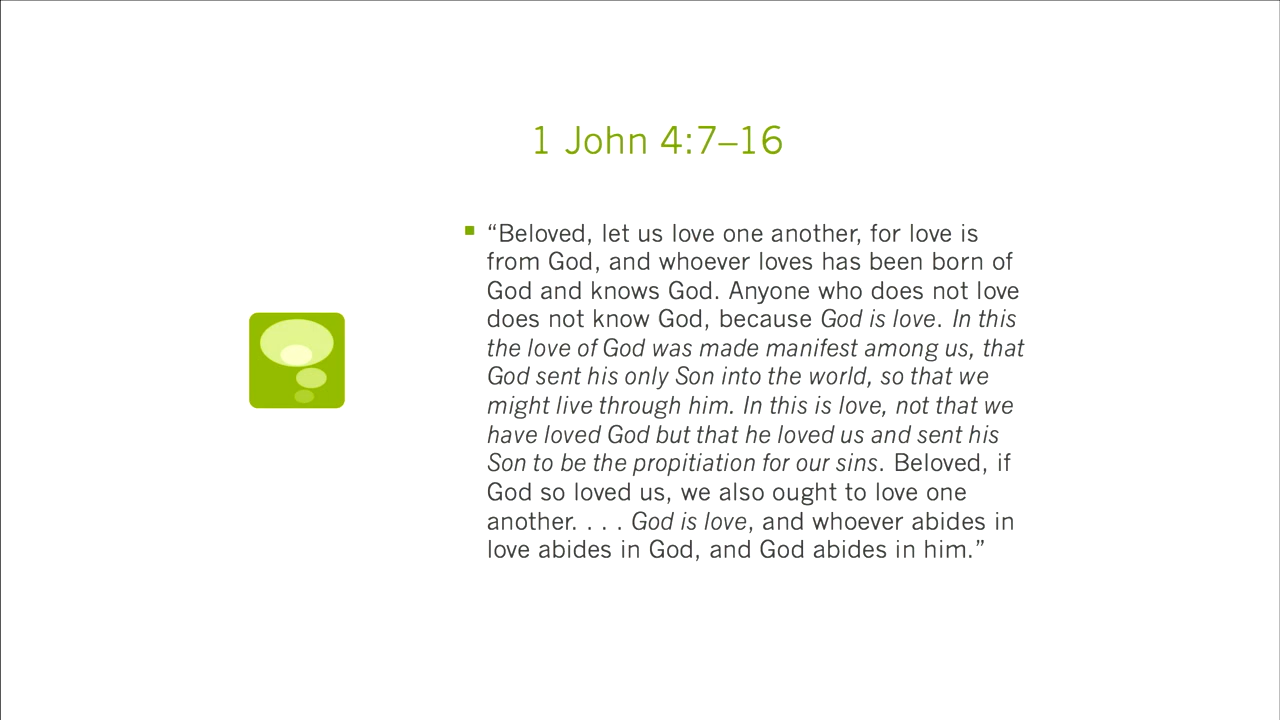 1 John 4:7–16
“Beloved, let us love one another, for love is
from God, and whoever loves has been born of
God and knows God. Anyone who does not love
does not know God, because God is love. In this
the love of God was made manifest among us, that
God sent his only Son into the world, so that we
might live through him. In this is love, not that we
have loved God but that he loved us and sent his
Son to be the propitiation for our sins. Beloved, if
God so loved us, we also ought to love one
another. . . . God is love, and whoever abides in
love abides in God, and God abides in him.”